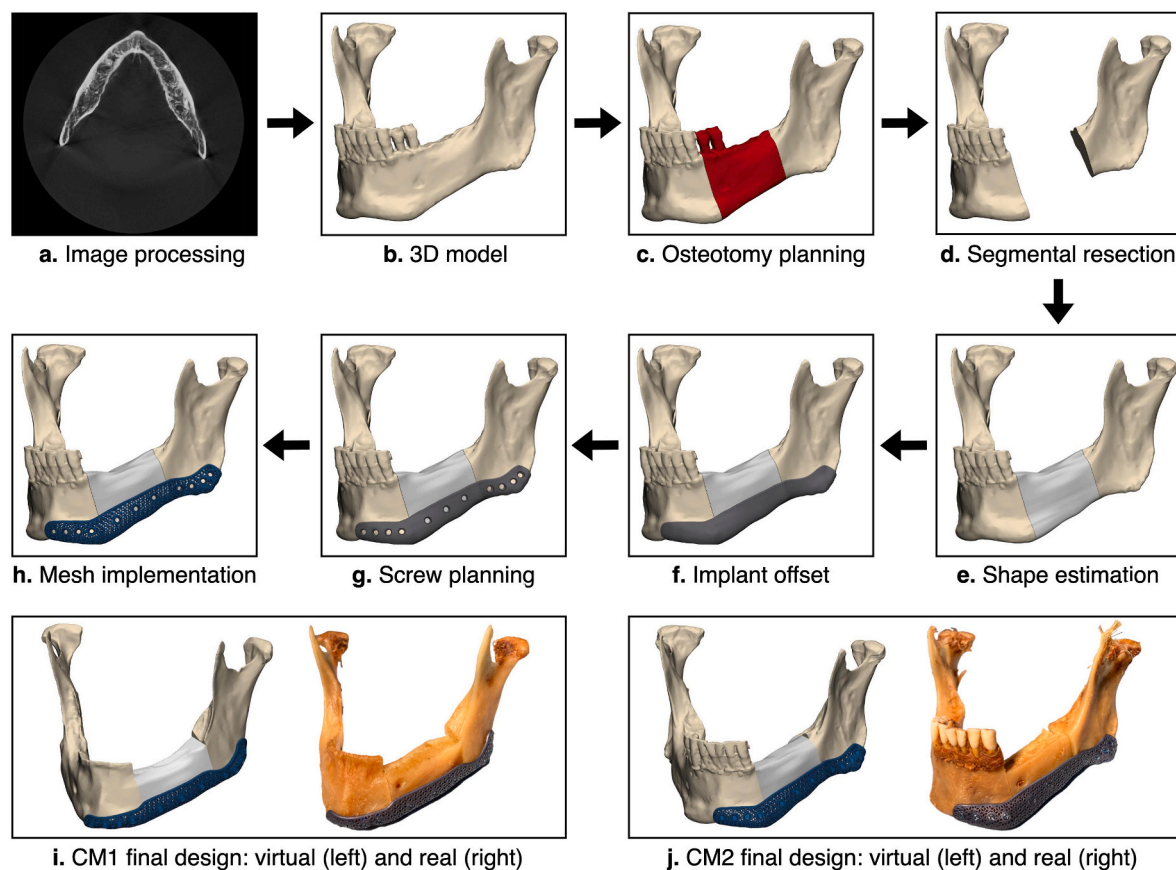 a. Image processing
b. 3D model
c. Osteotomy planning
d. Segmental resection
h. Mesh implementation
g. Screw planning
f. Implant offset
e. Shape estimation
i. CM1 final design: virtual (left) and real (right)
j. CM2 final design: virtual (left) and real (right)